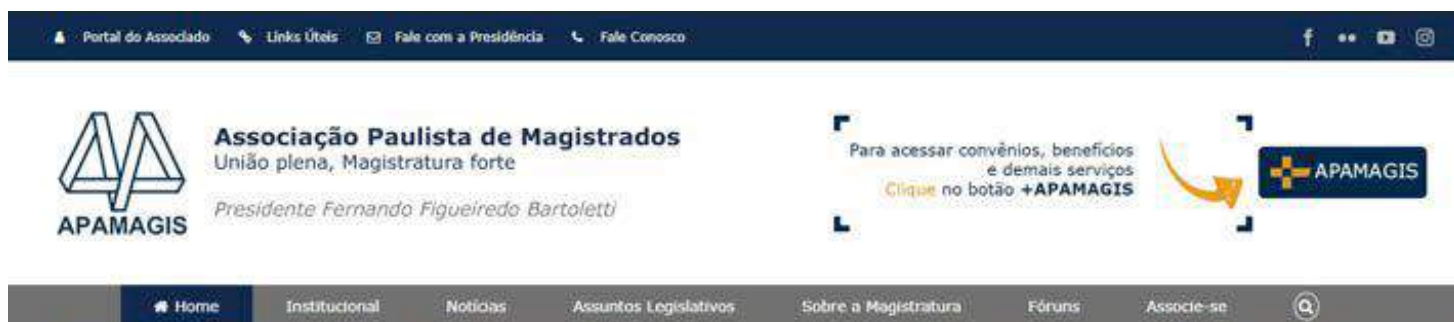 Portal do Associado Links Úteis Fale com a Presidência Fale Conosco
Associação Paulista de Magistrados
União plena, Magistratura forte
Presidente Fernando Figueiredo Bartoletti
APAMAGIS
Para acessar convênios, benefícios
e demais serviços
Clique no botão +APAMAGIS
APAMAGIS
Home Institucional Notícias Assuntos Legislativos Sobre a Magistratura Fóruns Associe-se